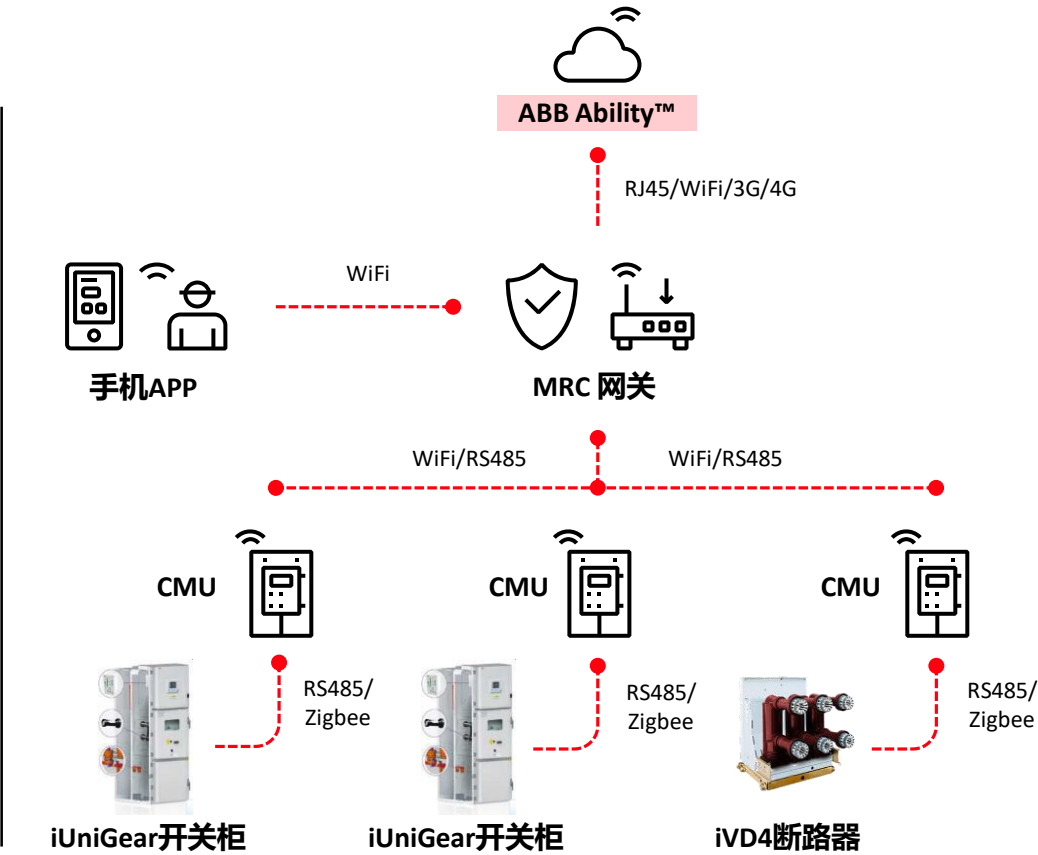 ABB Ability™
RJ45/WiFi/3G/4G
WiFi
手机APP
MRC 网关
WiFi/RS485
WiFi/RS485
CMU
CMU
CMU
RS485/
Zigbee
RS485/
Zigbee
RS485/
Zigbee
iUniGear开关柜
iUniGear开关柜
iVD4断路器